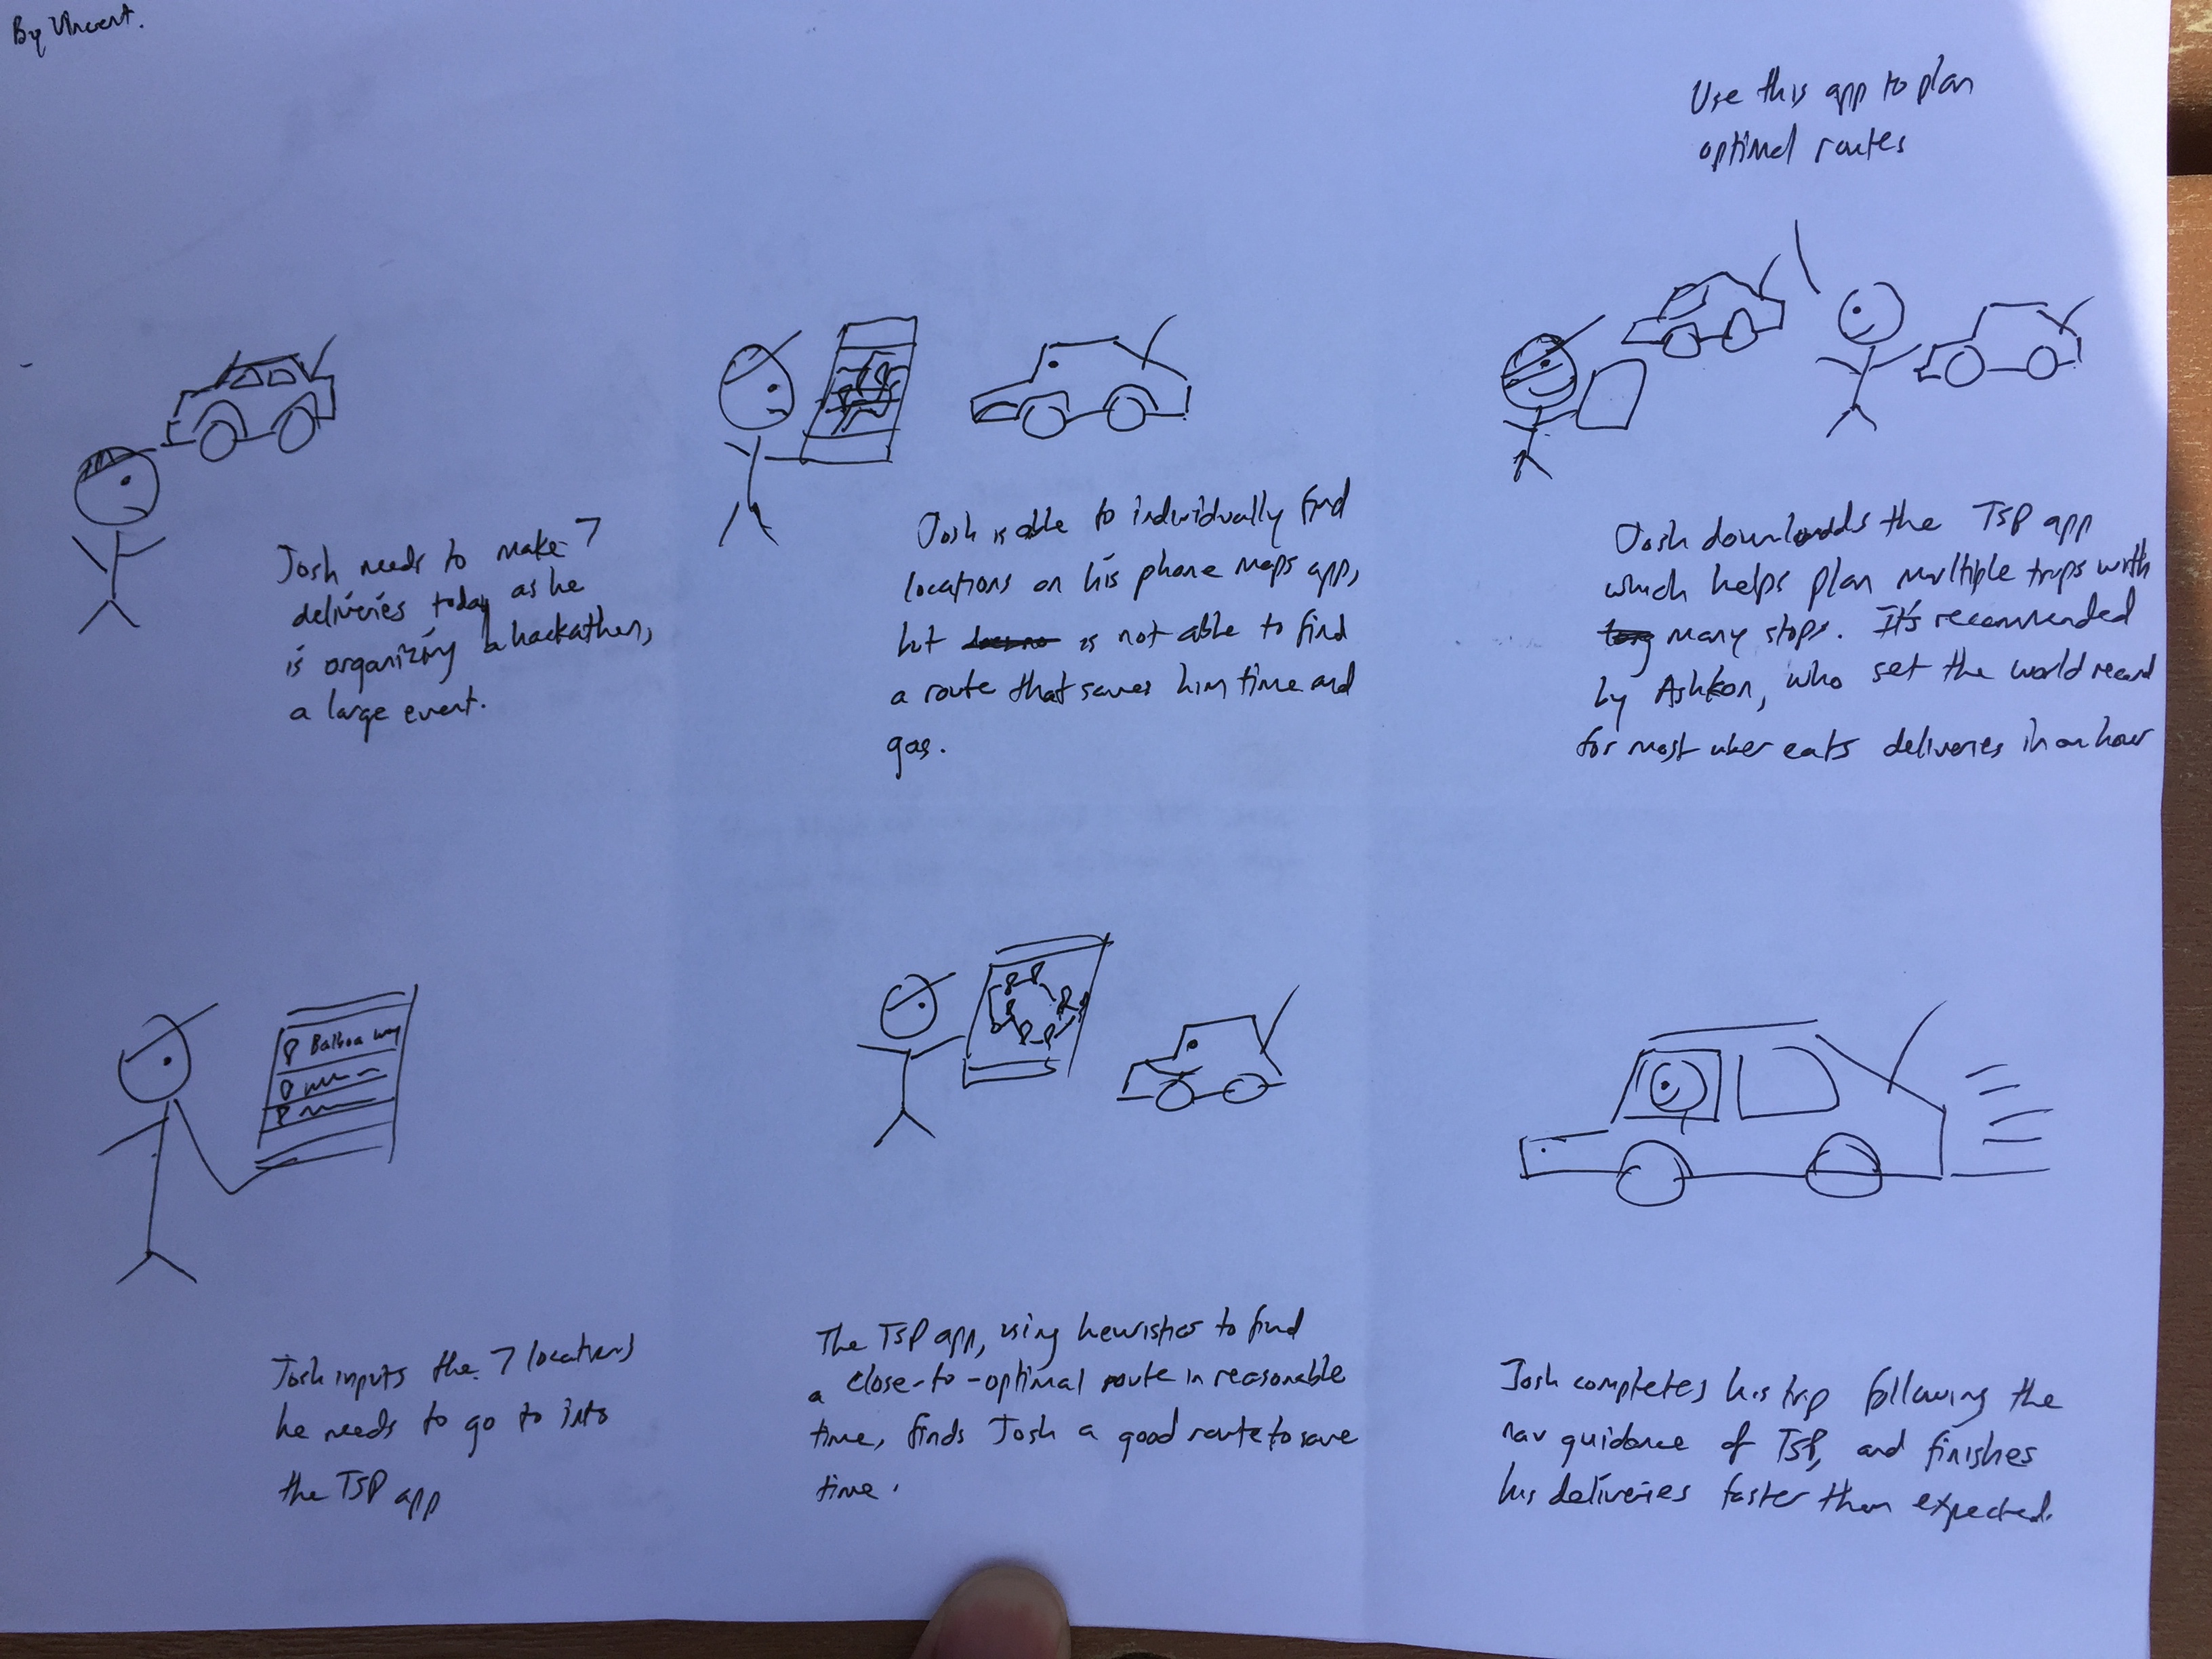 By Vincent.
Use this app to plan
optimal routes
Josh needs to make 7
deliveries today as he
is organizing a hackathon,
a large event.
Josh is able to individually find
locations on his phone maps app,
but is not able to find
a route that saves him time and
gas.
Josh downloads the TSP app
which helps plan multiple trips with
long many stops. It's recommended
by Ashkon, who set the world record
for most uber eats deliveries in an hour
Balboa way
Josh inputs the 7 locations
he needs to go to into
the TSP app
The TSP app, using heuristics to find
a close-to-optimal route in reasonable
time, finds Josh a good route to save
time.
Josh completes his trip following the
nav guidance of TSP, and finishes
his deliveries faster than expected.